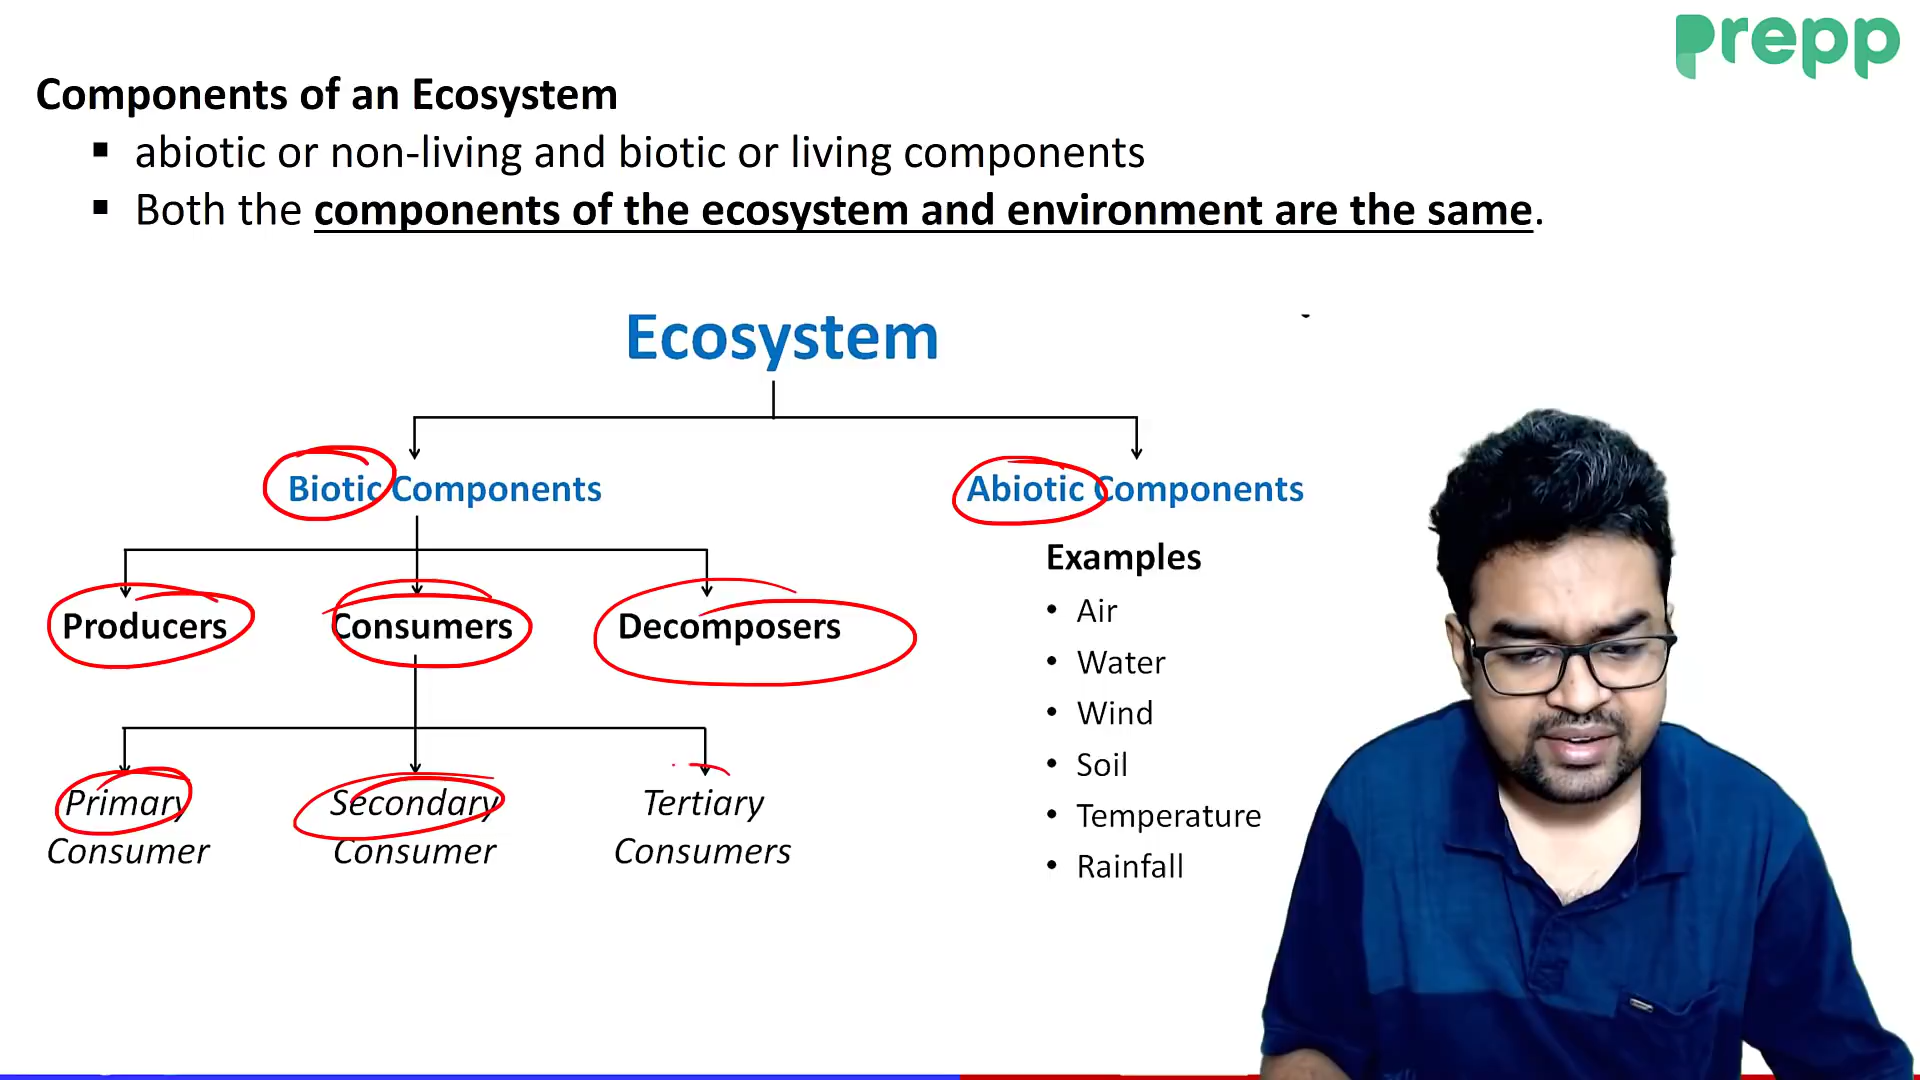 prepp
Components of an Ecosystem
▪ abiotic or non-living and biotic or living components
▪ Both the components of the ecosystem and environment are the same.
Ecosystem
Biotic Components
Abiotic Components
Producers
Consumers
Decomposers
Primary
Consumer
Secondary
Consumer
Tertiary
Consumers
Examples
• Air
• Water
• Wind
• Soil
• Temperature
• Rainfall